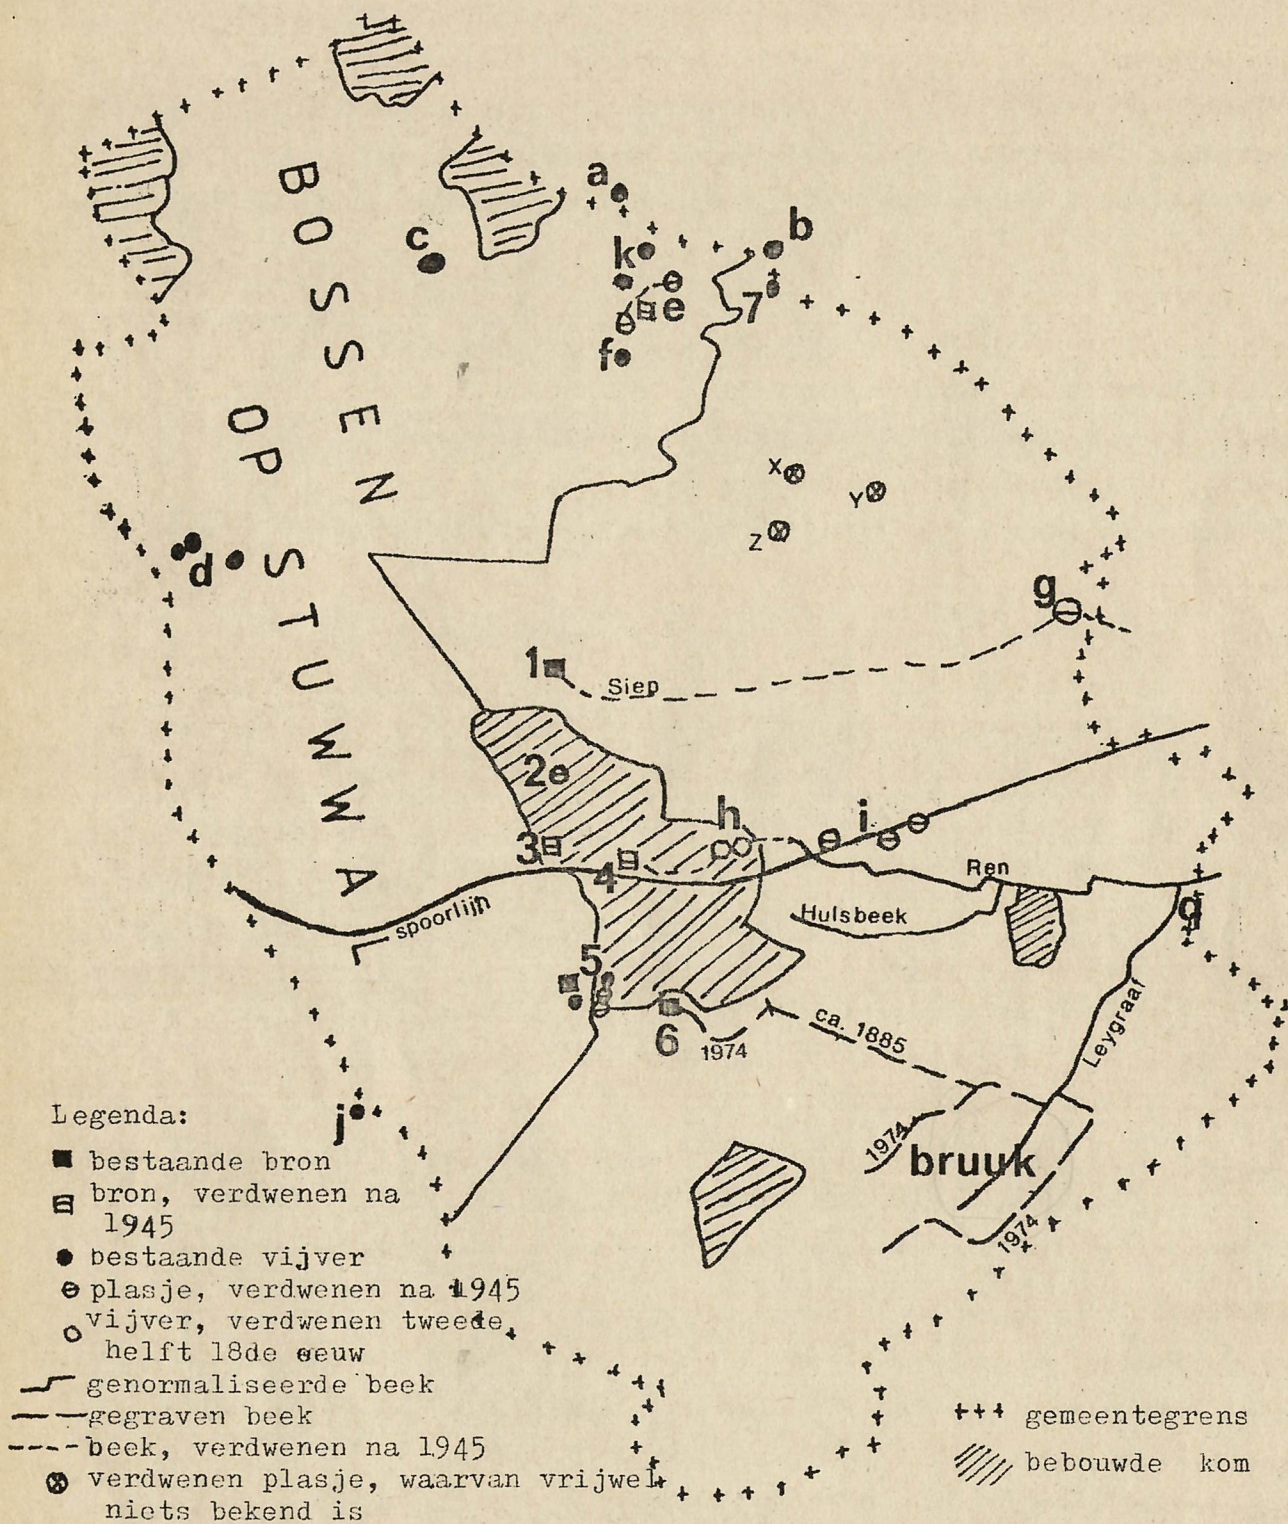 BOSSEN
OP STUWWAL
a
b
c
k
e
7
f
X
Y
Z
d
g
1
Siep
2
h
i
3
4
Ren
spoorlijn
Hulsbeek
g
5
6
1974
ca. 1885
Leygraaf
j
1974
bruuk
1974
Legenda:
bestaande bron
bron, verdwenen na
1945
bestaande vijver
plasje, verdwenen na 1945
vijver, verdwenen tweede
helft 18de eeuw
genormaliseerde beek
gegraven beek
beek, verdwenen na 1945
verdwenen plasje, waarvan vrijwel
niets bekend is
gemeentegrens
bebouwde kom